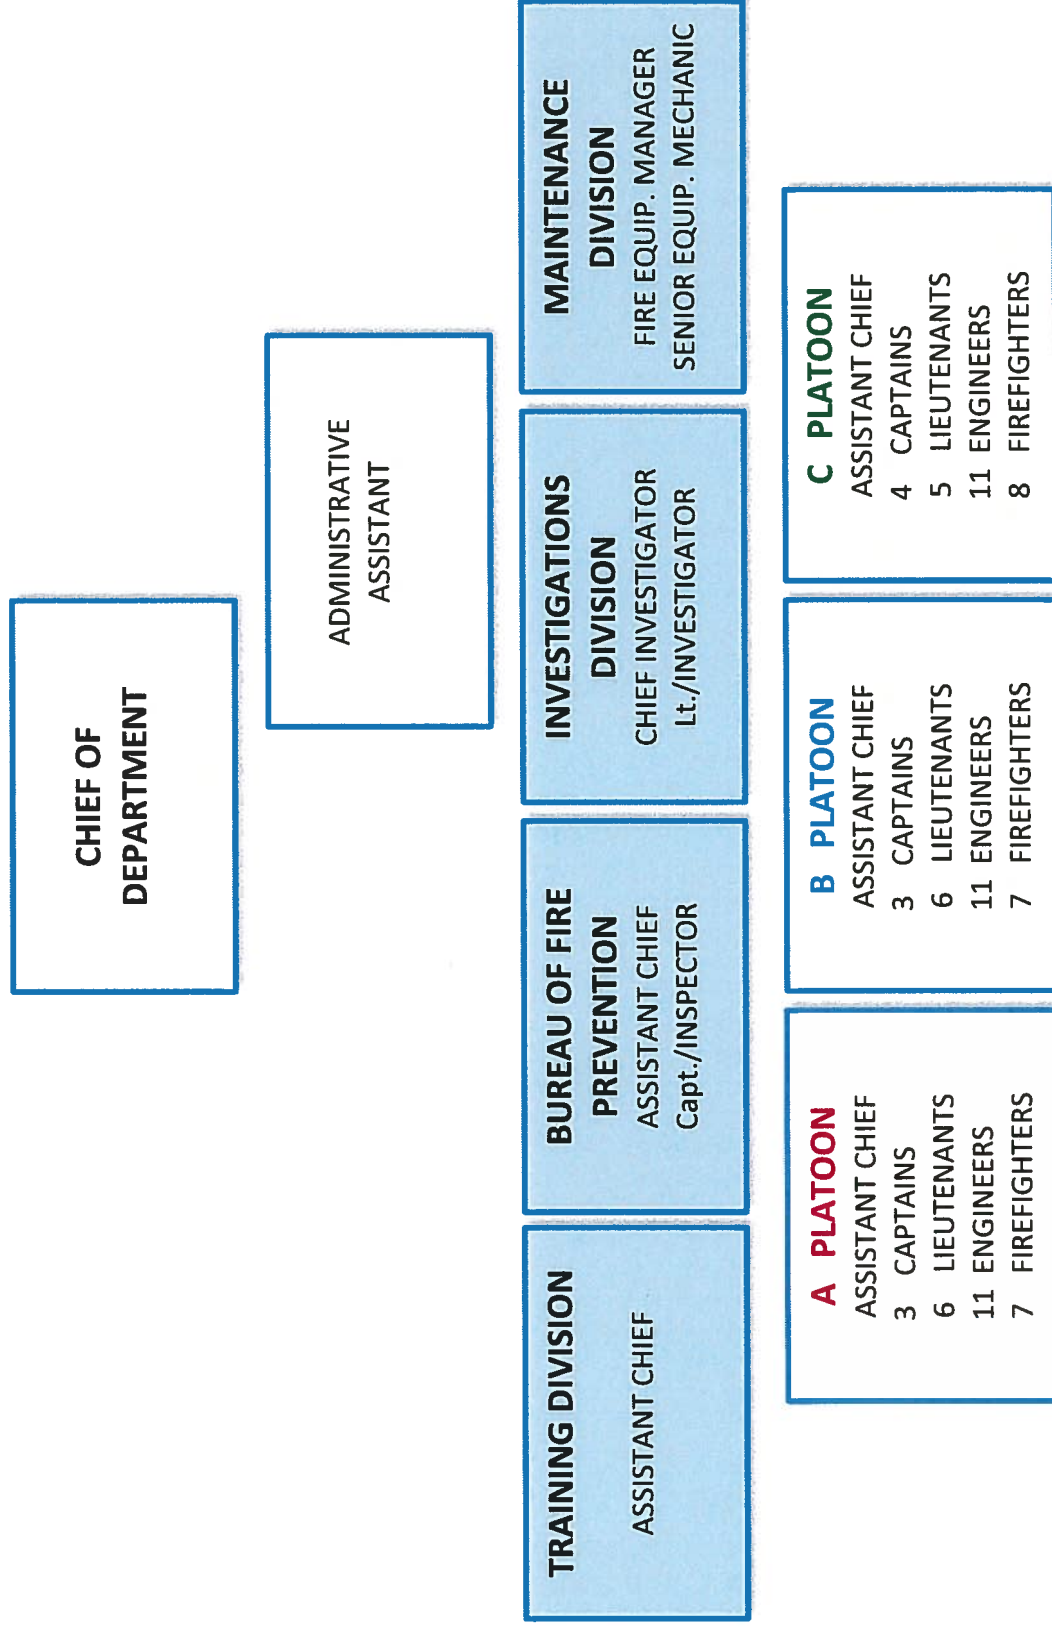 CHIEF OF
DEPARTMENT
ADMINISTRATIVE
ASSISTANT
TRAINING DIVISION
ASSISTANT CHIEF
BUREAU OF FIRE
PREVENTION
ASSISTANT CHIEF
Capt./INSPECTOR
INVESTIGATIONS
DIVISION
CHIEF INVESTIGATOR
Lt./INVESTIGATOR
MAINTENANCE
DIVISION
FIRE EQUIP. MANAGER
SENIOR EQUIP. MECHANIC
A PLATOON
ASSISTANT CHIEF
3 CAPTAINS
6 LIEUTENANTS
11 ENGINEERS
7 FIREFIGHTERS
B PLATOON
ASSISTANT CHIEF
3 CAPTAINS
6 LIEUTENANTS
11 ENGINEERS
7 FIREFIGHTERS
C PLATOON
ASSISTANT CHIEF
4 CAPTAINS
5 LIEUTENANTS
11 ENGINEERS
8 FIREFIGHTERS